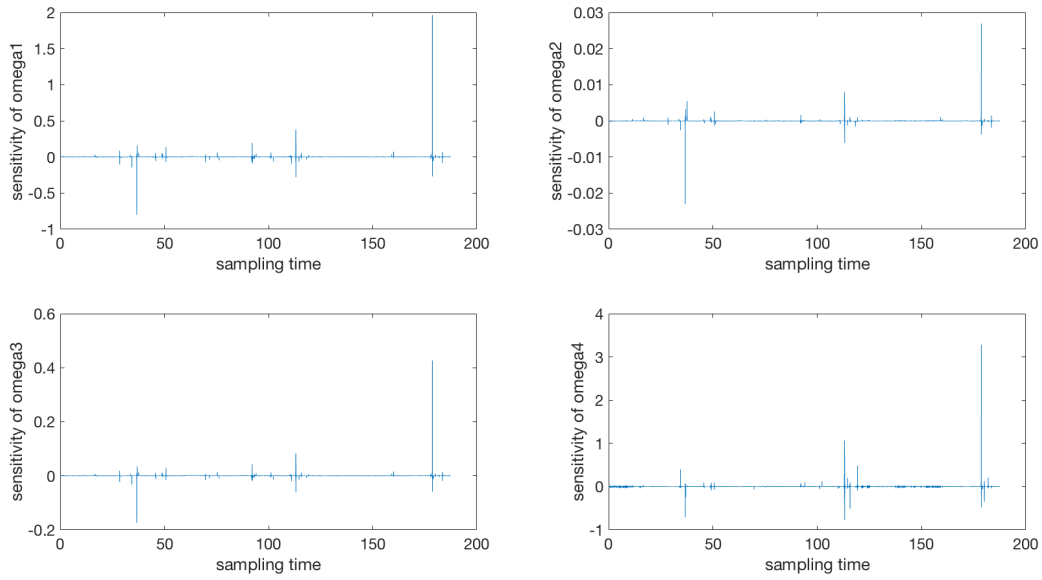 2
1.5
1
0.5
0
-0.5
-1
sensitivity of omega1
0 50 100 150 200
sampling time
0.03
0.02
0.01
0
-0.01
-0.02
-0.03
sensitivity of omega2
0 50 100 150 200
sampling time
0.6
0.4
0.2
0
-0.2
sensitivity of omega3
0 50 100 150 200
sampling time
4
3
2
1
0
-1
sensitivity of omega4
0 50 100 150 200
sampling time